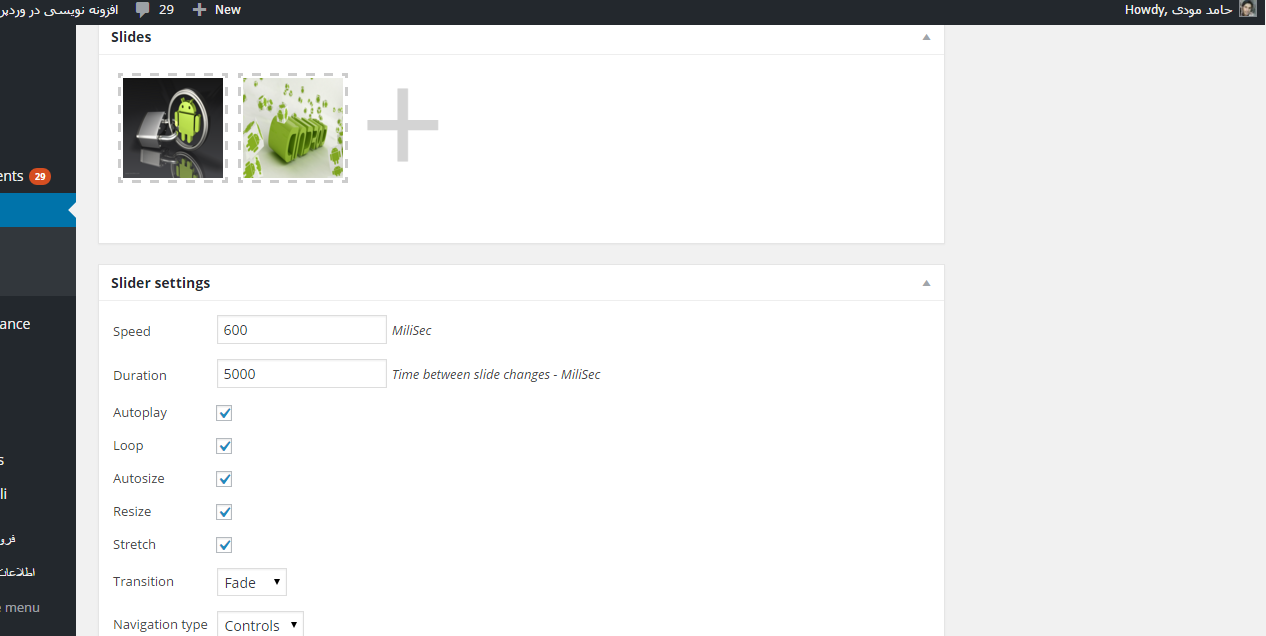 افزونه نویسی در وردپر
29
New
Howdy, حامد مودی
Slides
ents 29
Slider settings
Speed 600 MiliSec
Duration 5000 Time between slide changes - MiliSec
ance
Autoplay
Loop
s
Autosize
li
Resize
فرو
Stretch
اطلاعات
Transition Fade
e menu
Navigation type Controls